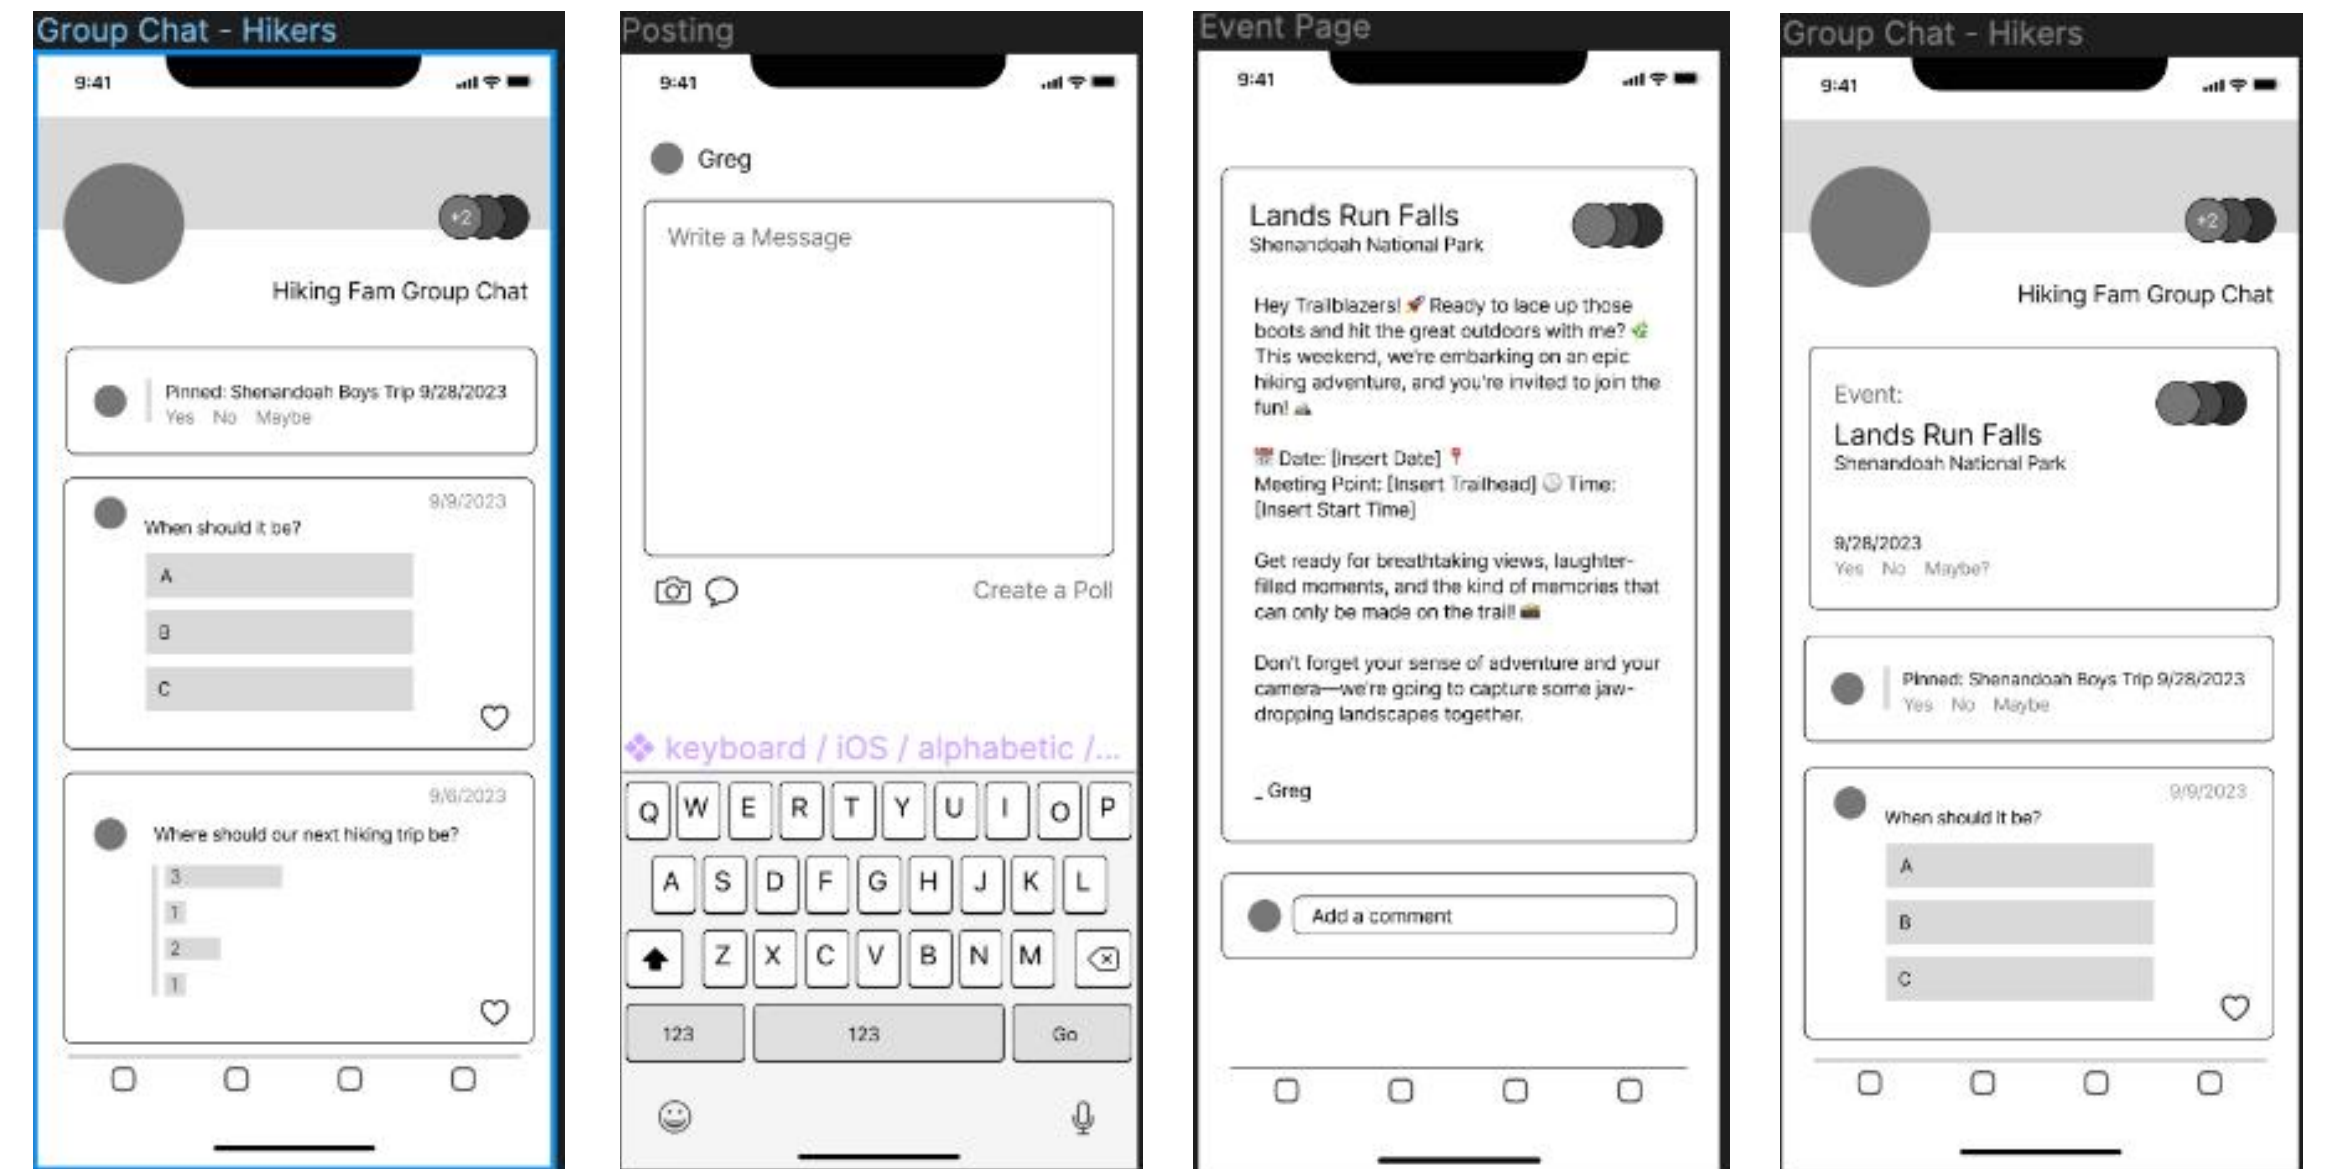 Group Chat - Hikers
9:41
+2
Hiking Fam Group Chat
Pinned: Shenandoah Boys Trip 9/28/2023
Yes No Maybe
9/9/2023
When should it be?
A
B
C
9/6/2023
Where should our next hiking trip be?
3
1
2
1
Posting
9:41
Greg
Write a Message
Create a Poll
keyboard / iOS / alphabetic /...
Q W E R T Y U I O P
A S D F G H J K L
Z X C V B N M
123 123 Go
Event Page
9:41
Lands Run Falls
Shenandoah National Park
Hey Trailblazers! 🚀 Ready to lace up those
boots and hit the great outdoors with me? 🌿
This weekend, we're embarking on an epic
hiking adventure, and you're invited to join the
fun! 🏔️
📅 Date: [Insert Date] 📍
Meeting Point: [Insert Trailhead] 🕒 Time:
[Insert Start Time]
Get ready for breathtaking views, laughter-
filled moments, and the kind of memories that
can only be made on the trail! 📸
Don't forget your sense of adventure and your
camera—we're going to capture some jaw-
dropping landscapes together.
_ Greg
Add a comment
Group Chat - Hikers
9:41
+2
Hiking Fam Group Chat
Event:
Lands Run Falls
Shenandoah National Park
9/28/2023
Yes No Maybe?
Pinned: Shenandoah Boys Trip 9/28/2023
Yes No Maybe
9/9/2023
When should it be?
A
B
C